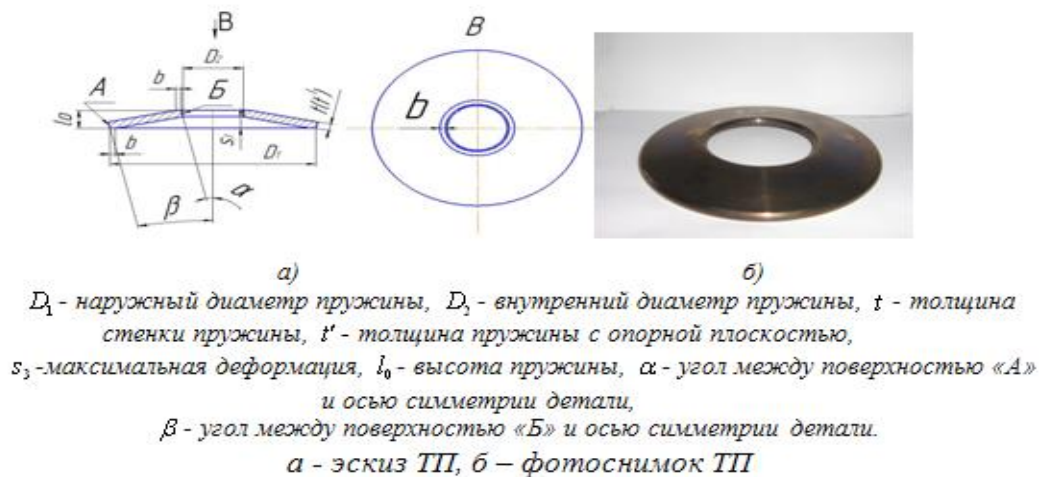 В
В
D₂
b
А
Б
t(t')
l₀
s₃
b
D₁
b
β
α
а)
б)
D₁ - наружный диаметр пружины, D₂ - внутренний диаметр пружины, t - толщина
стенки пружины, t' - толщина пружины с опорной плоскостью,
s₃ -максимальная деформация, l₀ - высота пружины, α - угол между поверхностью «А»
и осью симметрии детали,
β - угол между поверхностью «Б» и осью симметрии детали.
а - эскиз ТП, б – фотоснимок ТП